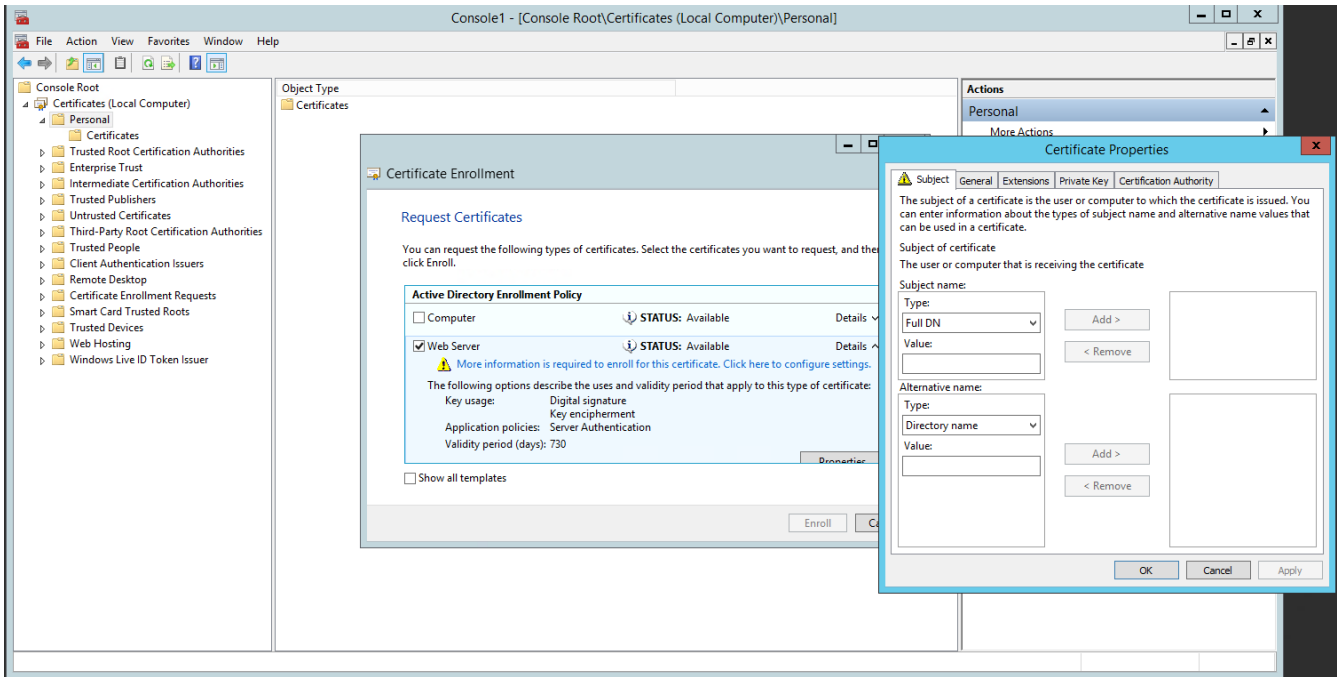 Console1 - [Console Root\Certificates (Local Computer)\Personal]
File Action View Favorites Window Help
Console Root
Certificates (Local Computer)
Personal
Certificates
Trusted Root Certification Authorities
Enterprise Trust
Intermediate Certification Authorities
Trusted Publishers
Untrusted Certificates
Third-Party Root Certification Authorities
Trusted People
Client Authentication Issuers
Remote Desktop
Certificate Enrollment Requests
Smart Card Trusted Roots
Trusted Devices
Web Hosting
Windows Live ID Token Issuer
Object Type
Certificates
Actions
Personal
More Actions
Certificate Enrollment
Request Certificates
You can request the following types of certificates. Select the certificates you want to request, and then
click Enroll.
Active Directory Enrollment Policy
Computer STATUS: Available Details
Web Server STATUS: Available Details
More information is required to enroll for this certificate. Click here to configure settings.
The following options describe the uses and validity period that apply to this type of certificate:
Key usage: Digital signature
Key encipherment
Application policies: Server Authentication
Validity period (days): 730
Properties
Show all templates
Enroll Ca
Certificate Properties
Subject General Extensions Private Key Certification Authority
The subject of a certificate is the user or computer to which the certificate is issued. You
can enter information about the types of subject name and alternative name values that
can be used in a certificate.
Subject of certificate
The user or computer that is receiving the certificate
Subject name:
Type:
Full DN
Add >
Value:
< Remove
Alternative name:
Type:
Directory name
Value:
Add >
< Remove
OK Cancel Apply